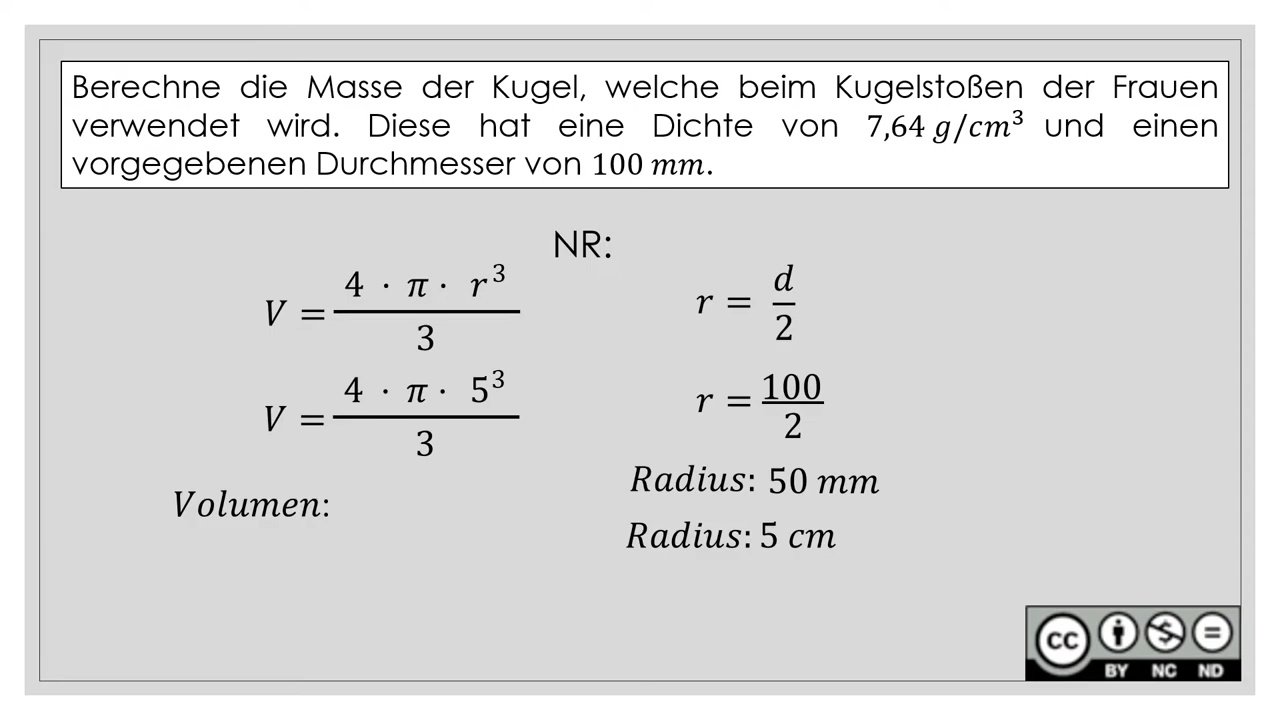 Berechne die Masse der Kugel, welche beim Kugelstoßen der Frauen
verwendet wird. Diese hat eine Dichte von 7,64 g/cm³ und einen
vorgegebenen Durchmesser von 100 mm.
NR:
V = (4 · π · r³)/3
r = d/2
V = (4 · π · 5³)/3
r = 100/2
Radius: 50 mm
Volumen:
Radius: 5 cm
CC BY NC ND